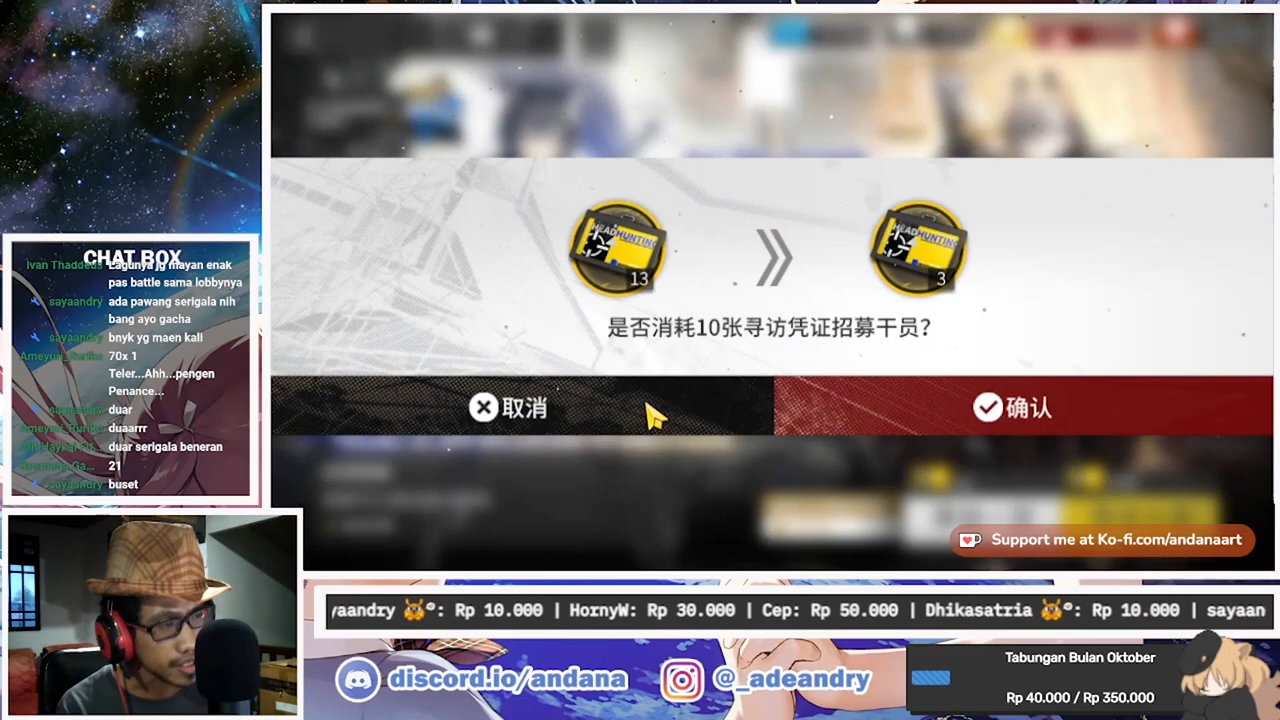 CHAT BOX
Ivan Thaddeus Lagunya jg mayan enak
pas battle sama lobbynya
sayaandry ada pawang serigala nih
bang ayo gacha
sayaandry bnyk yg maen kali
70x 1
Teler...Ahh...pengen
Penance...
sayaandry duar
duaarrr
duar serigala beneran
21
sayaandry buset
HEADHUNTING
13
HEADHUNTING
3
是否消耗10张寻访凭证招募干员?
取消
确认
Support me at Ko-fi.com/andanaart
yaandry : Rp 10.000 | HornyW: Rp 30.000 | Cep: Rp 50.000 | Dhikasatria : Rp 10.000 | sayaan
discord.io/andana
@_adeandry
Tabungan Bulan Oktober
Rp 40.000 / Rp 350.000